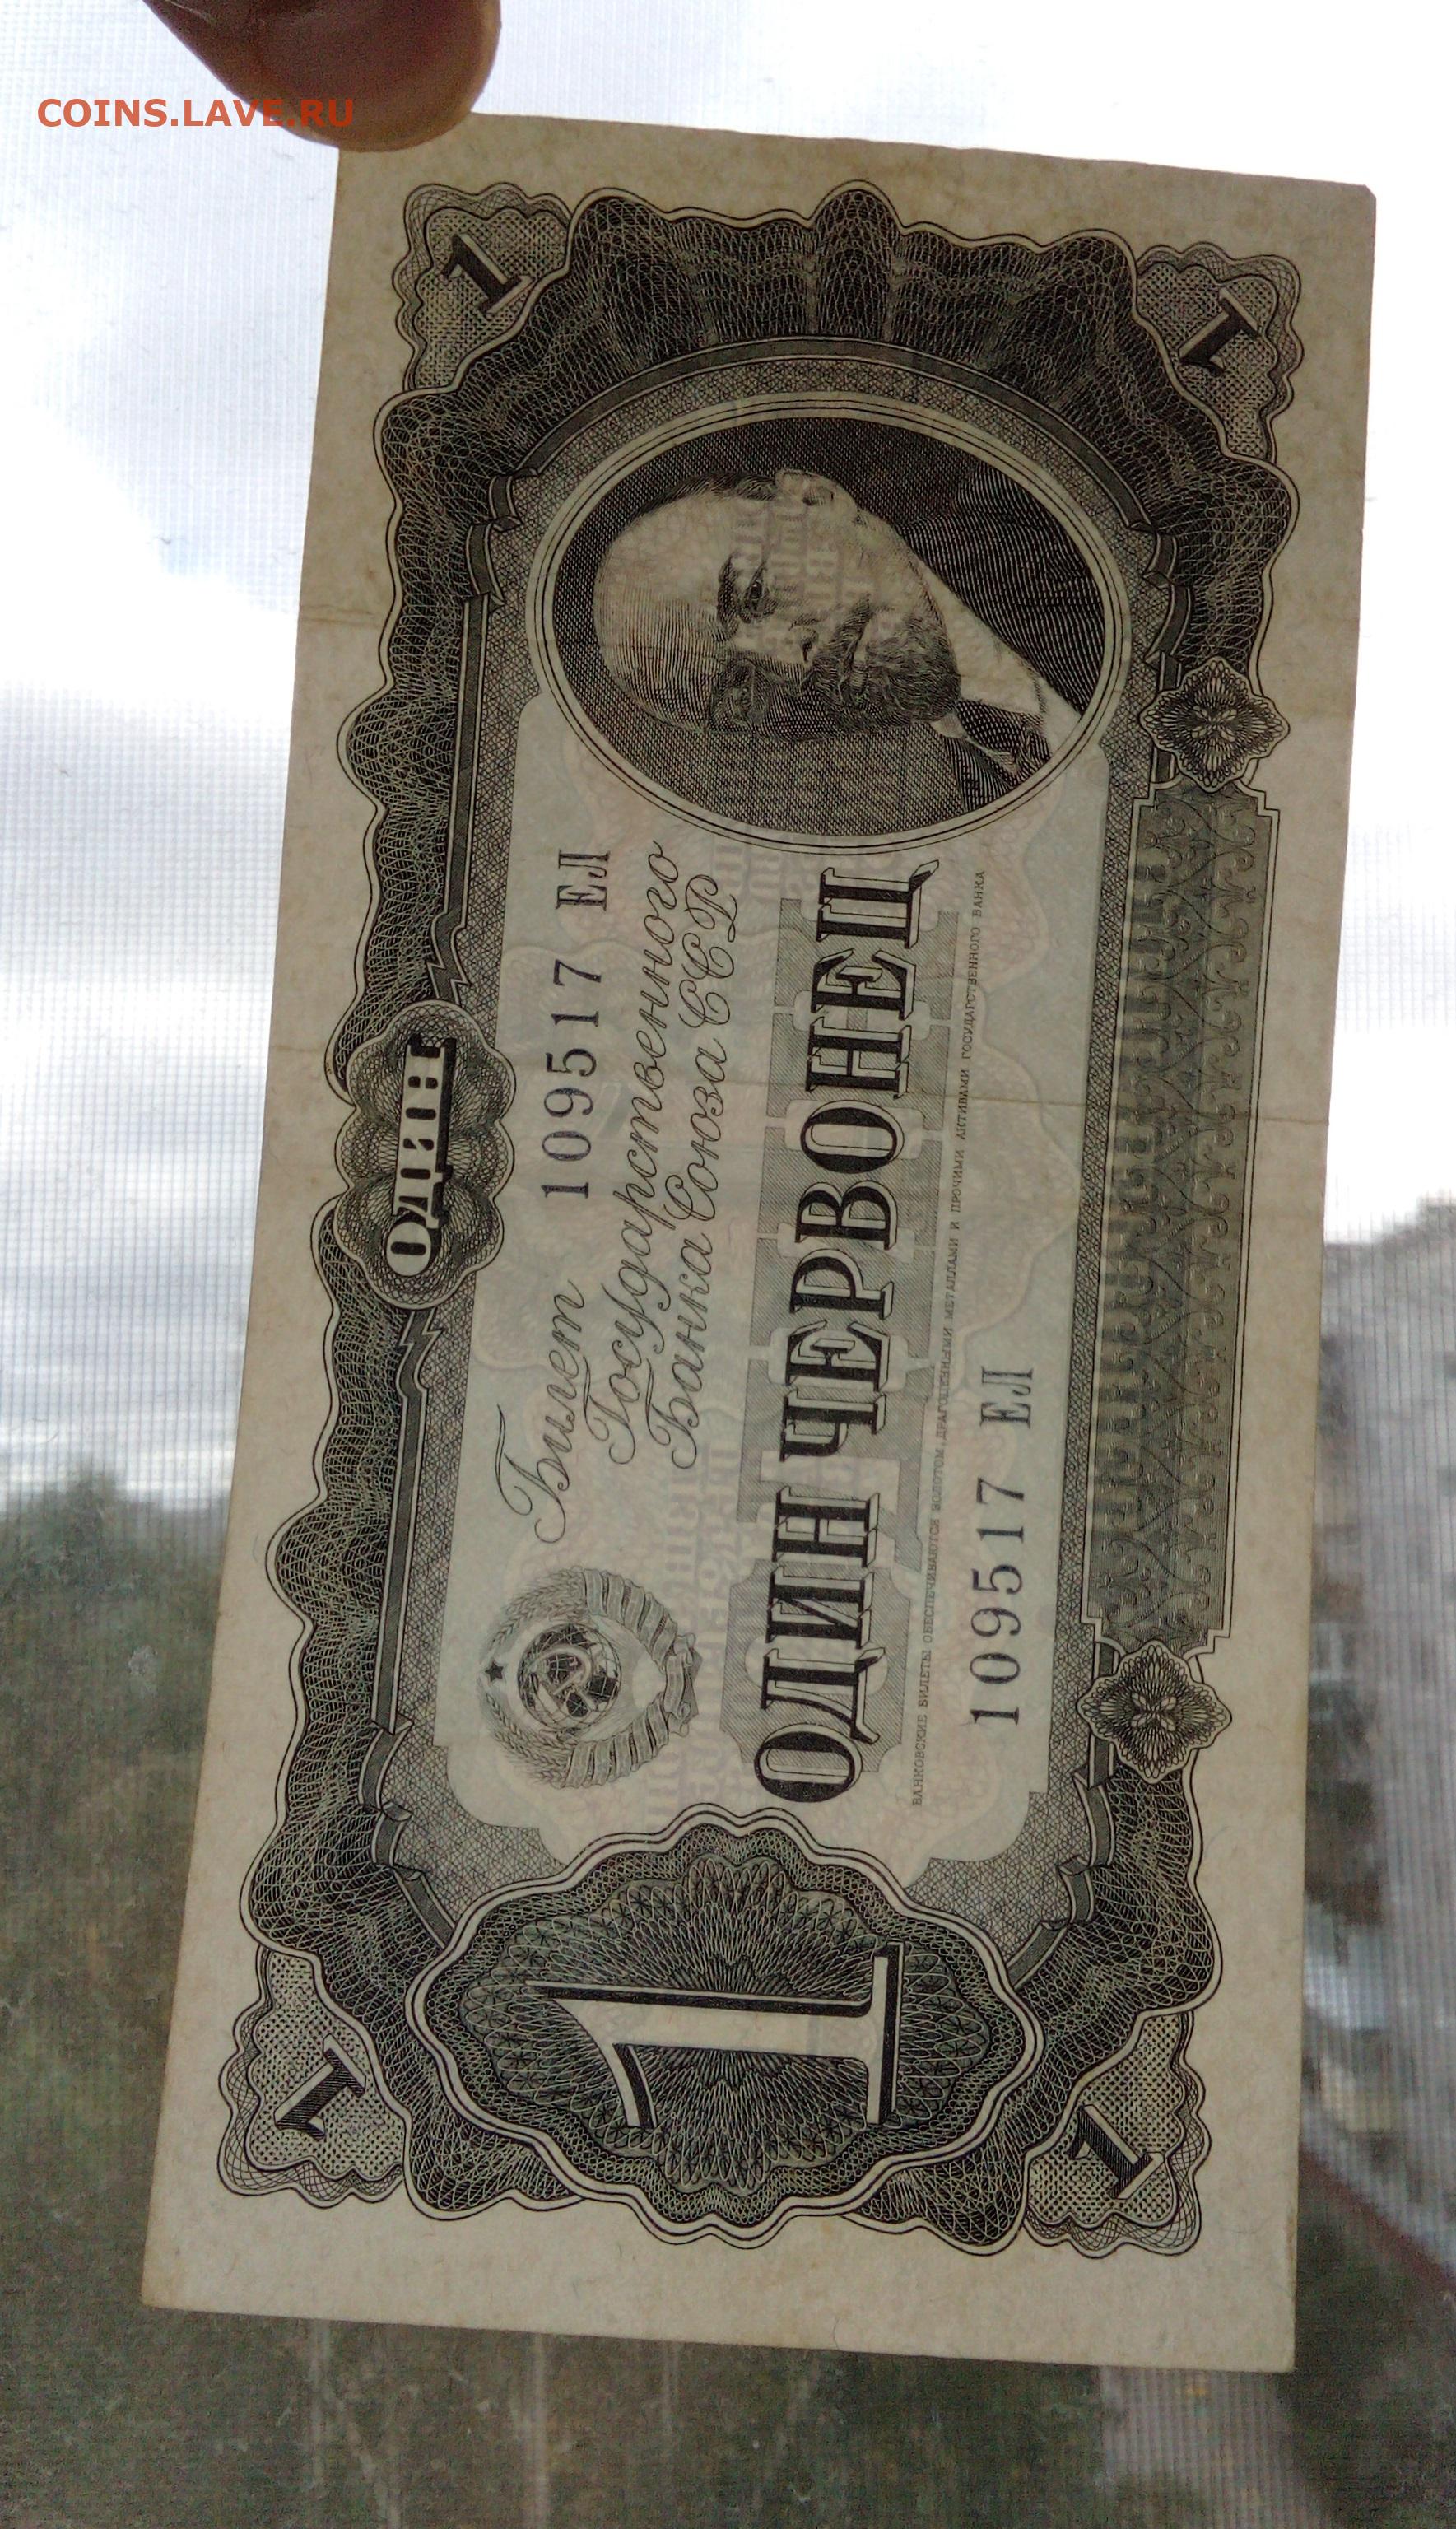 COINS.LAVE.RU
1
1
ОДИН
109517 ЕЛ
Билет
Государственного
Банка Союза ССР
ОДИН ЧЕРВОНЕЦ
БАНКОВСКИЕ БИЛЕТЫ ОБЕСПЕЧИВАЮТСЯ ЗОЛОТОМ, ДРАГОЦЕННЫМИ МЕТАЛЛАМИ И ПРОЧИМИ АКТИВАМИ ГОСУДАРСТВЕННОГО БАНКА
109517 ЕЛ
1
1
1